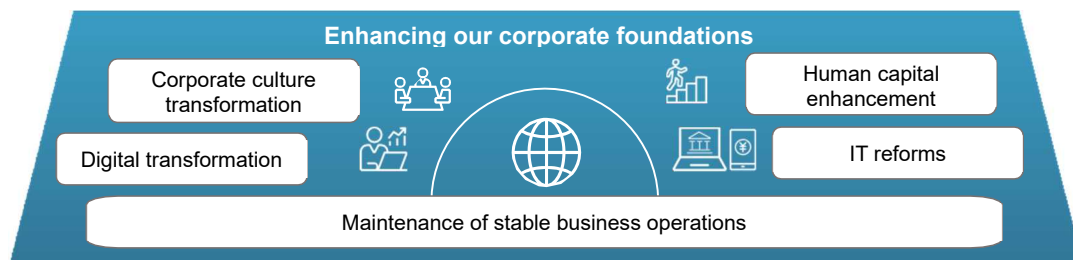 Enhancing our corporate foundations
Corporate culture
transformation
Human capital
enhancement
Digital transformation
¥
IT reforms
Maintenance of stable business operations